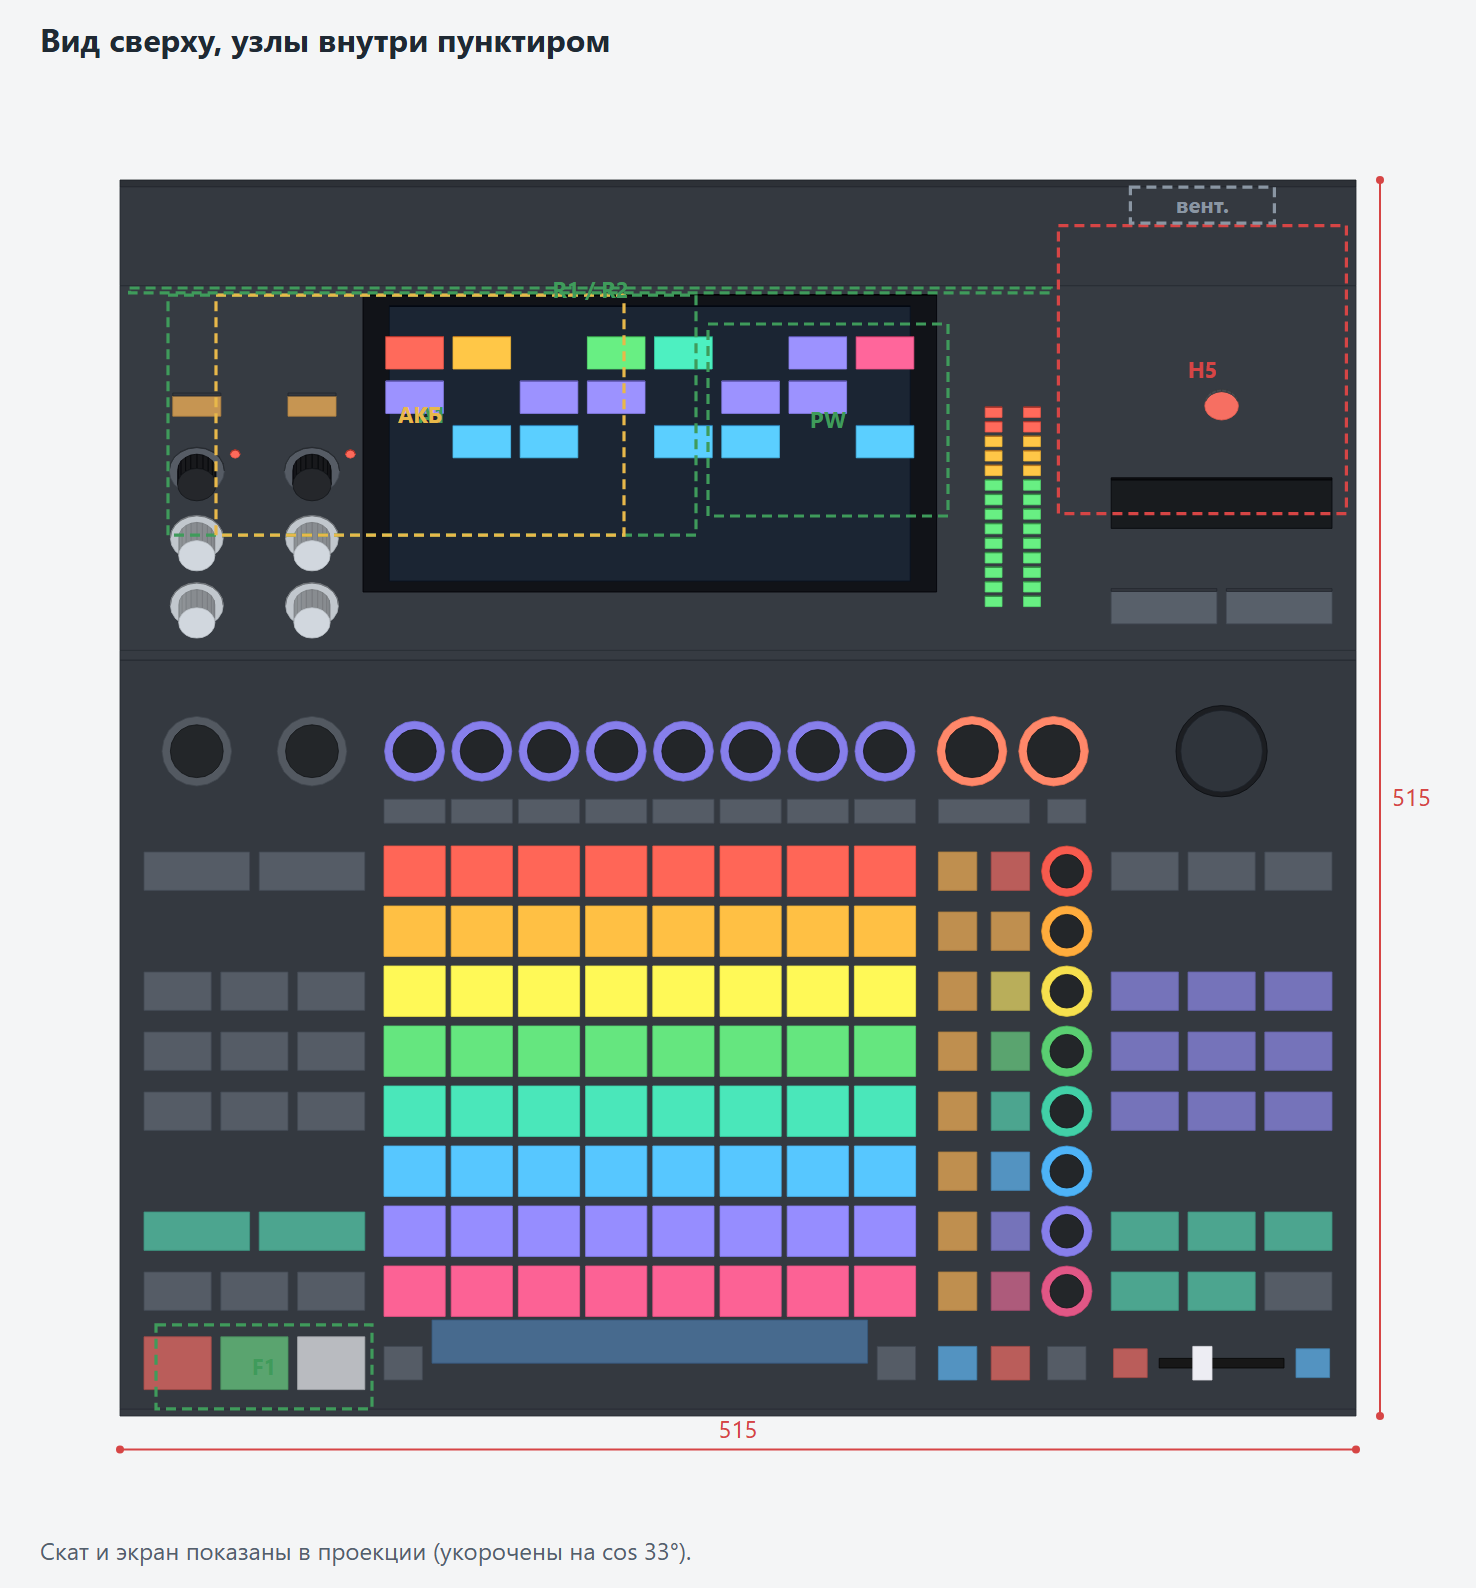 Вид сверху, узлы внутри пунктиром
вент.
R1 / R2
H5
АКБ
PW
515
F1
515
Скат и экран показаны в проекции (укорочены на cos 33°).